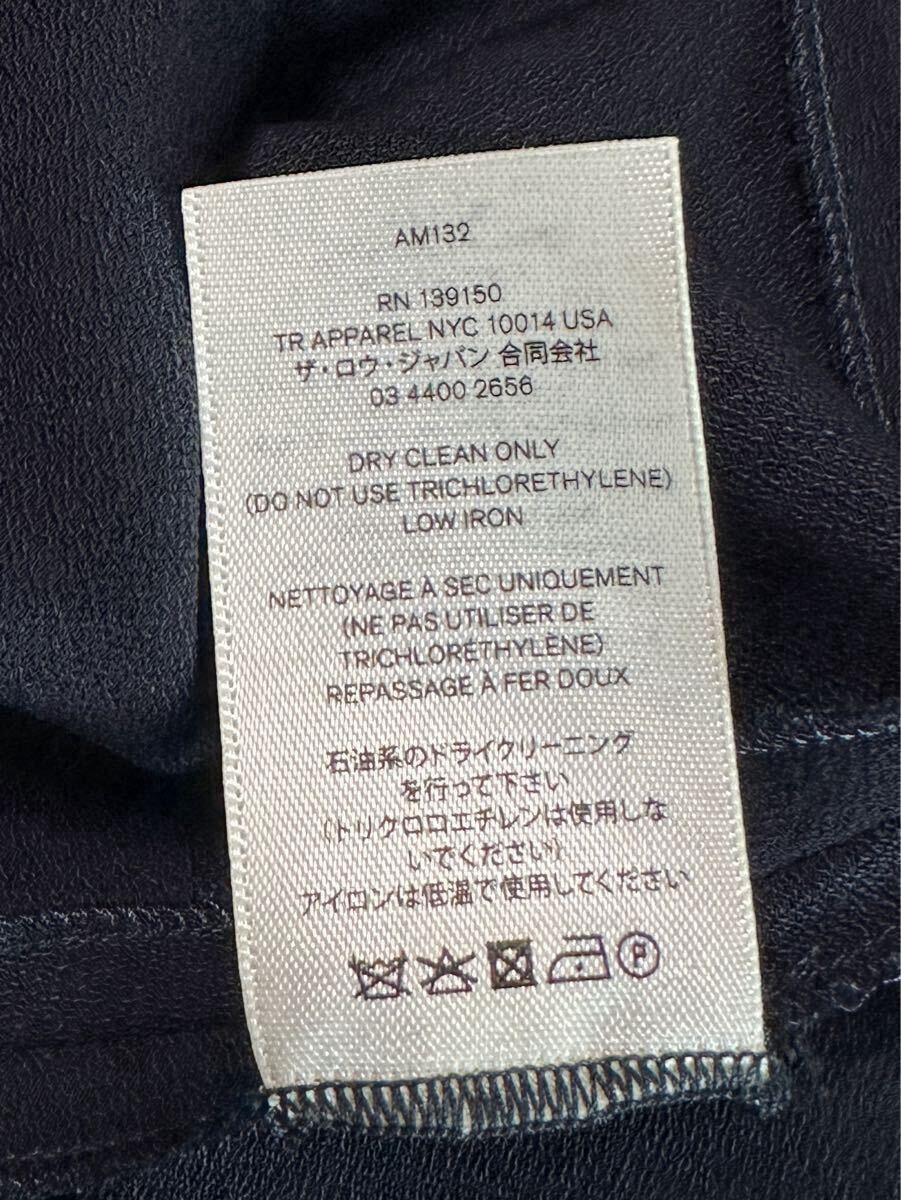 AM132
RN 139150
TR APPAREL NYC 10014 USA
ザ・ロウ・ジャパン 合同会社
03 4400 2656
DRY CLEAN ONLY
(DO NOT USE TRICHLORETHYLENE)
LOW IRON
NETTOYAGE À SEC UNIQUEMENT
(NE PAS UTILISER DE
TRICHLORÉTHYLÈNE)
REPASSAGE À FER DOUX
石油系のドライクリーニング
を行って下さい
(トリクロロエチレンは使用しな
いでください)
アイロンは低温で使用してください
P